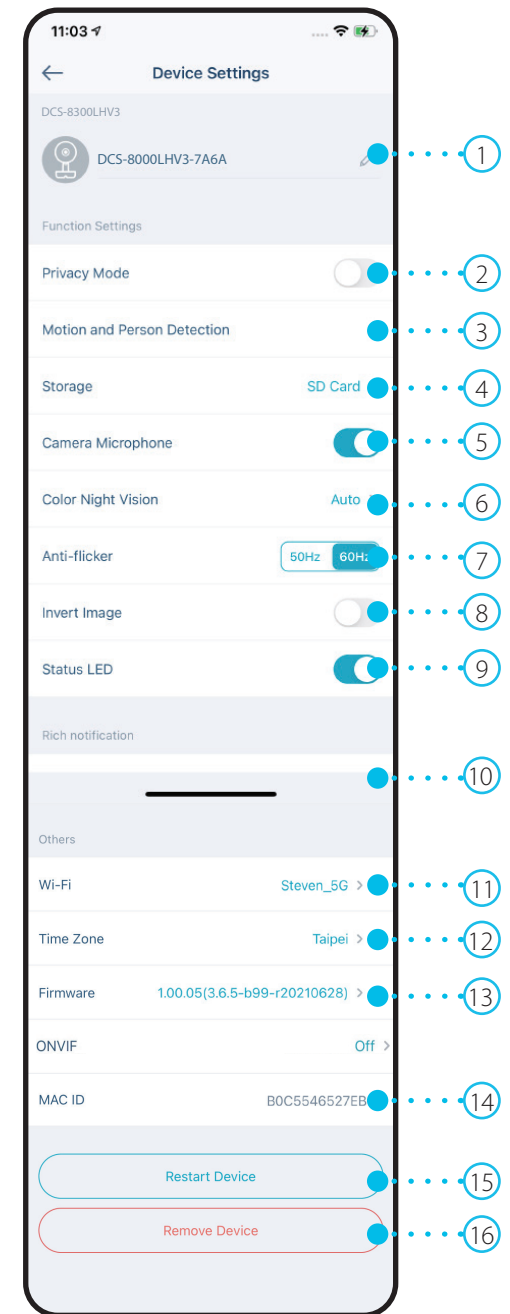 11:03
Device Settings
DCS-8300LHV3
DCS-8000LHV3-7A6A
1
Function Settings
Privacy Mode
2
Motion and Person Detection
3
Storage SD Card
4
Camera Microphone
5
Color Night Vision Auto
6
Anti-flicker 50Hz 60Hz
7
Invert Image
8
Status LED
9
Rich notification
10
Others
Wi-Fi Steven_5G >
11
Time Zone Taipei >
12
Firmware 1.00.05(3.6.5-b99-r20210628) >
13
ONVIF Off >
MAC ID B0C5546527EB
14
Restart Device
15
Remove Device
16